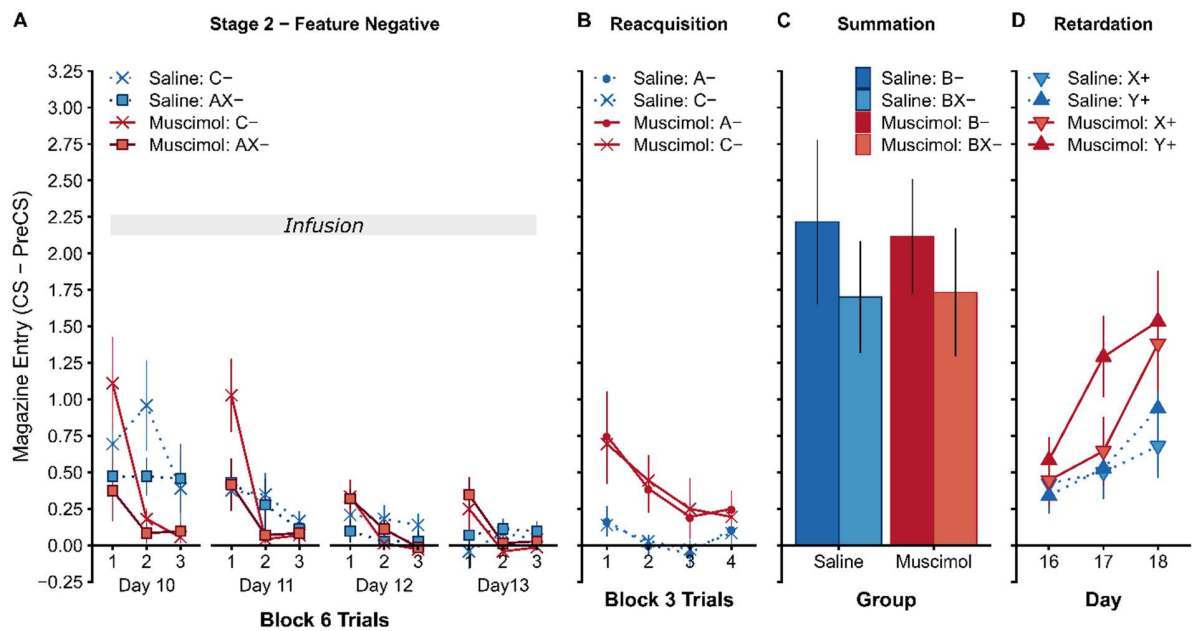 A
Stage 2 – Feature Negative
B
Reacquisition
C
Summation
D
Retardation
Magazine Entry (CS − PreCS)
3.25
3.00
2.75
2.50
2.25
2.00
1.75
1.50
1.25
1.00
0.75
0.50
0.25
0.00
−0.25
Saline: C−
Saline: AX−
Muscimol: C−
Muscimol: AX−
Infusion
1 2 3
Day 10
1 2 3
Day 11
1 2 3
Day 12
1 2 3
Day13
Block 6 Trials
Saline: A−
Saline: C−
Muscimol: A−
Muscimol: C−
1 2 3 4
Block 3 Trials
Saline: B−
Saline: BX−
Muscimol: B−
Muscimol: BX−
Saline Muscimol
Group
Saline: X+
Saline: Y+
Muscimol: X+
Muscimol: Y+
16 17 18
Day